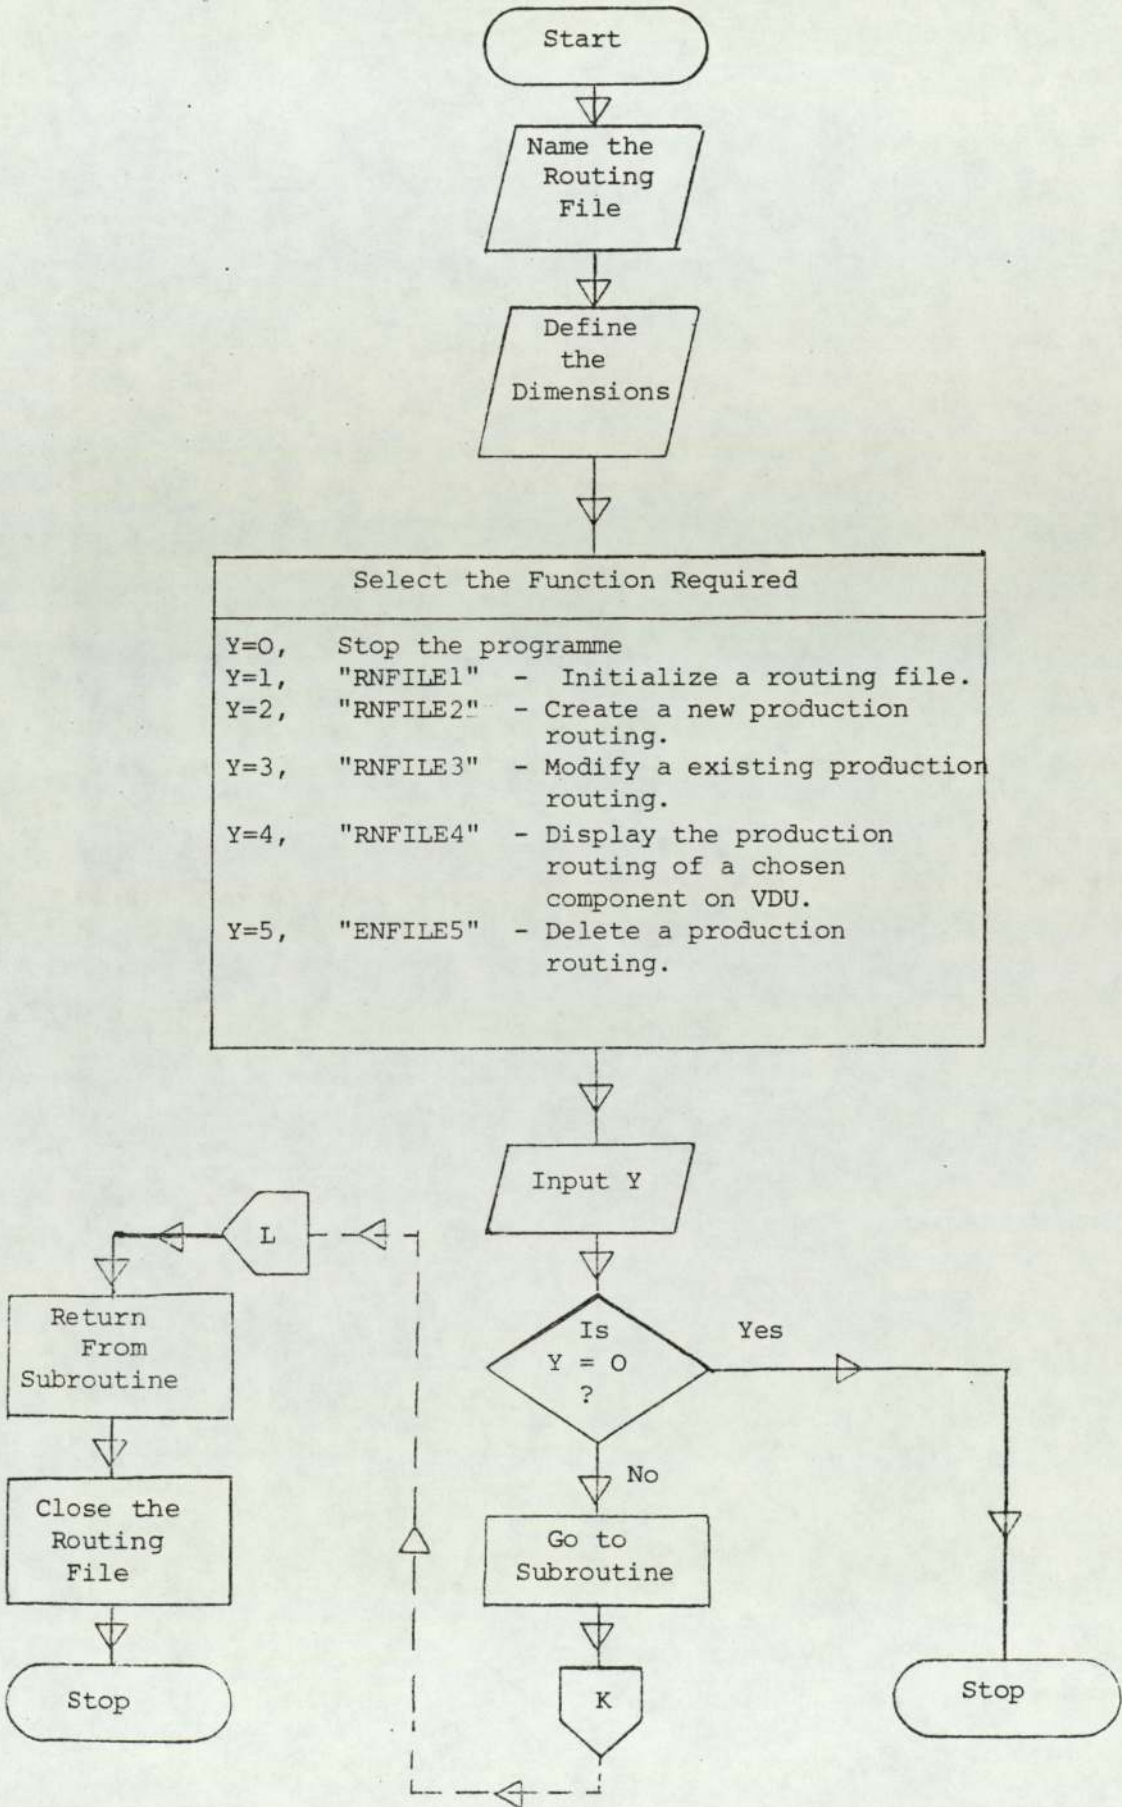 Start
Name the
Routing
File
Define
the
Dimensions
Select the Function Required
Y=O, Stop the programme
Y=1, "RNFILE1" - Initialize a routing file.
Y=2, "RNFILE2" - Create a new production
routing.
Y=3, "RNFILE3" - Modify a existing production
routing.
Y=4, "RNFILE4" - Display the production
routing of a chosen
component on VDU.
Y=5, "ENFILE5" - Delete a production
routing.
Input Y
L
Return
From
Subroutine
Is
Y = O
?
Yes
No
Close the
Routing
File
Go to
Subroutine
Stop
K
Stop